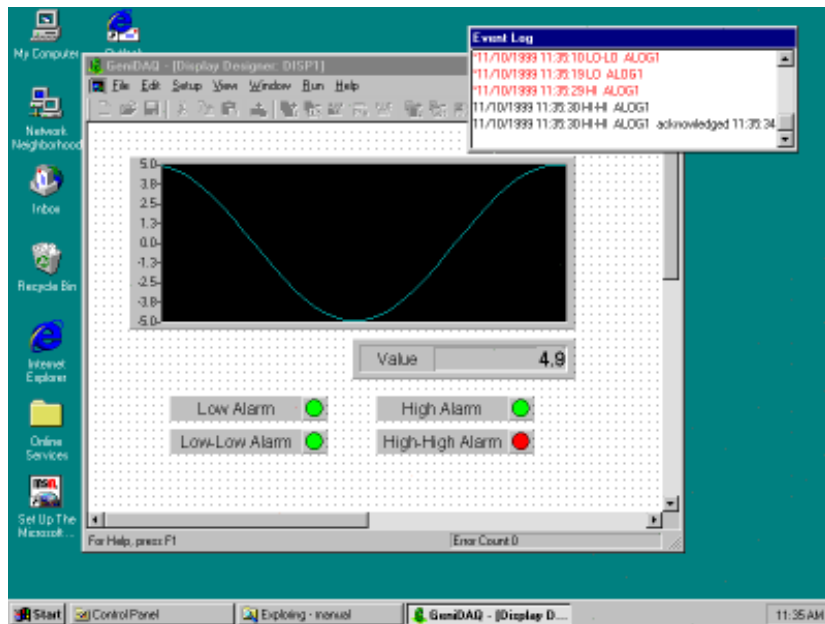 My Computer
Outlook
Network
Neighborhood
Inbox
Recycle Bin
Internet
Explorer
Online
Services
msn.
Set Up The
Microsoft ...
GeniDAQ - [Display Designer: DISP1]
File Edit Setup View Window Run Help
Event Log
*11/10/1999 11:35:10 LO-LO ALOG1
*11/10/1999 11:35:19 LO ALOG1
*11/10/1999 11:35:29 HI ALOG1
11/10/1999 11:35:30 HI-HI ALOG1
11/10/1999 11:35:30 HI-HI ALOG1 acknowledged 11:35:34
5.0
3.8
2.5
1.3
0.0
-1.3
-2.5
-3.8
-5.0
Value 4.9
Low Alarm High Alarm
Low-Low Alarm High-High Alarm
For Help, press F1 Error Count 0
Start Control Panel Exploring - manual GeniDAQ - [Display D... 11:35 AM